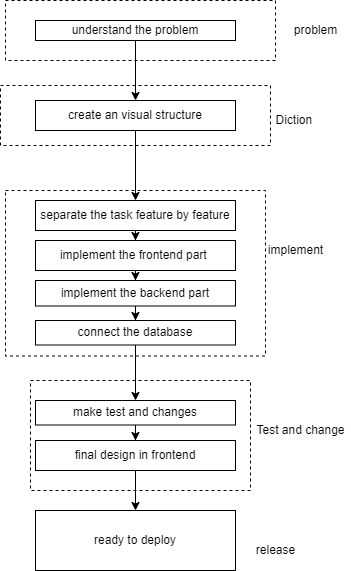 understand the problem
problem
create an visual structure
Diction
separate the task feature by feature
implement the frontend part
implement
implement the backend part
connect the database
make test and changes
Test and change
final design in frontend
ready to deploy
release